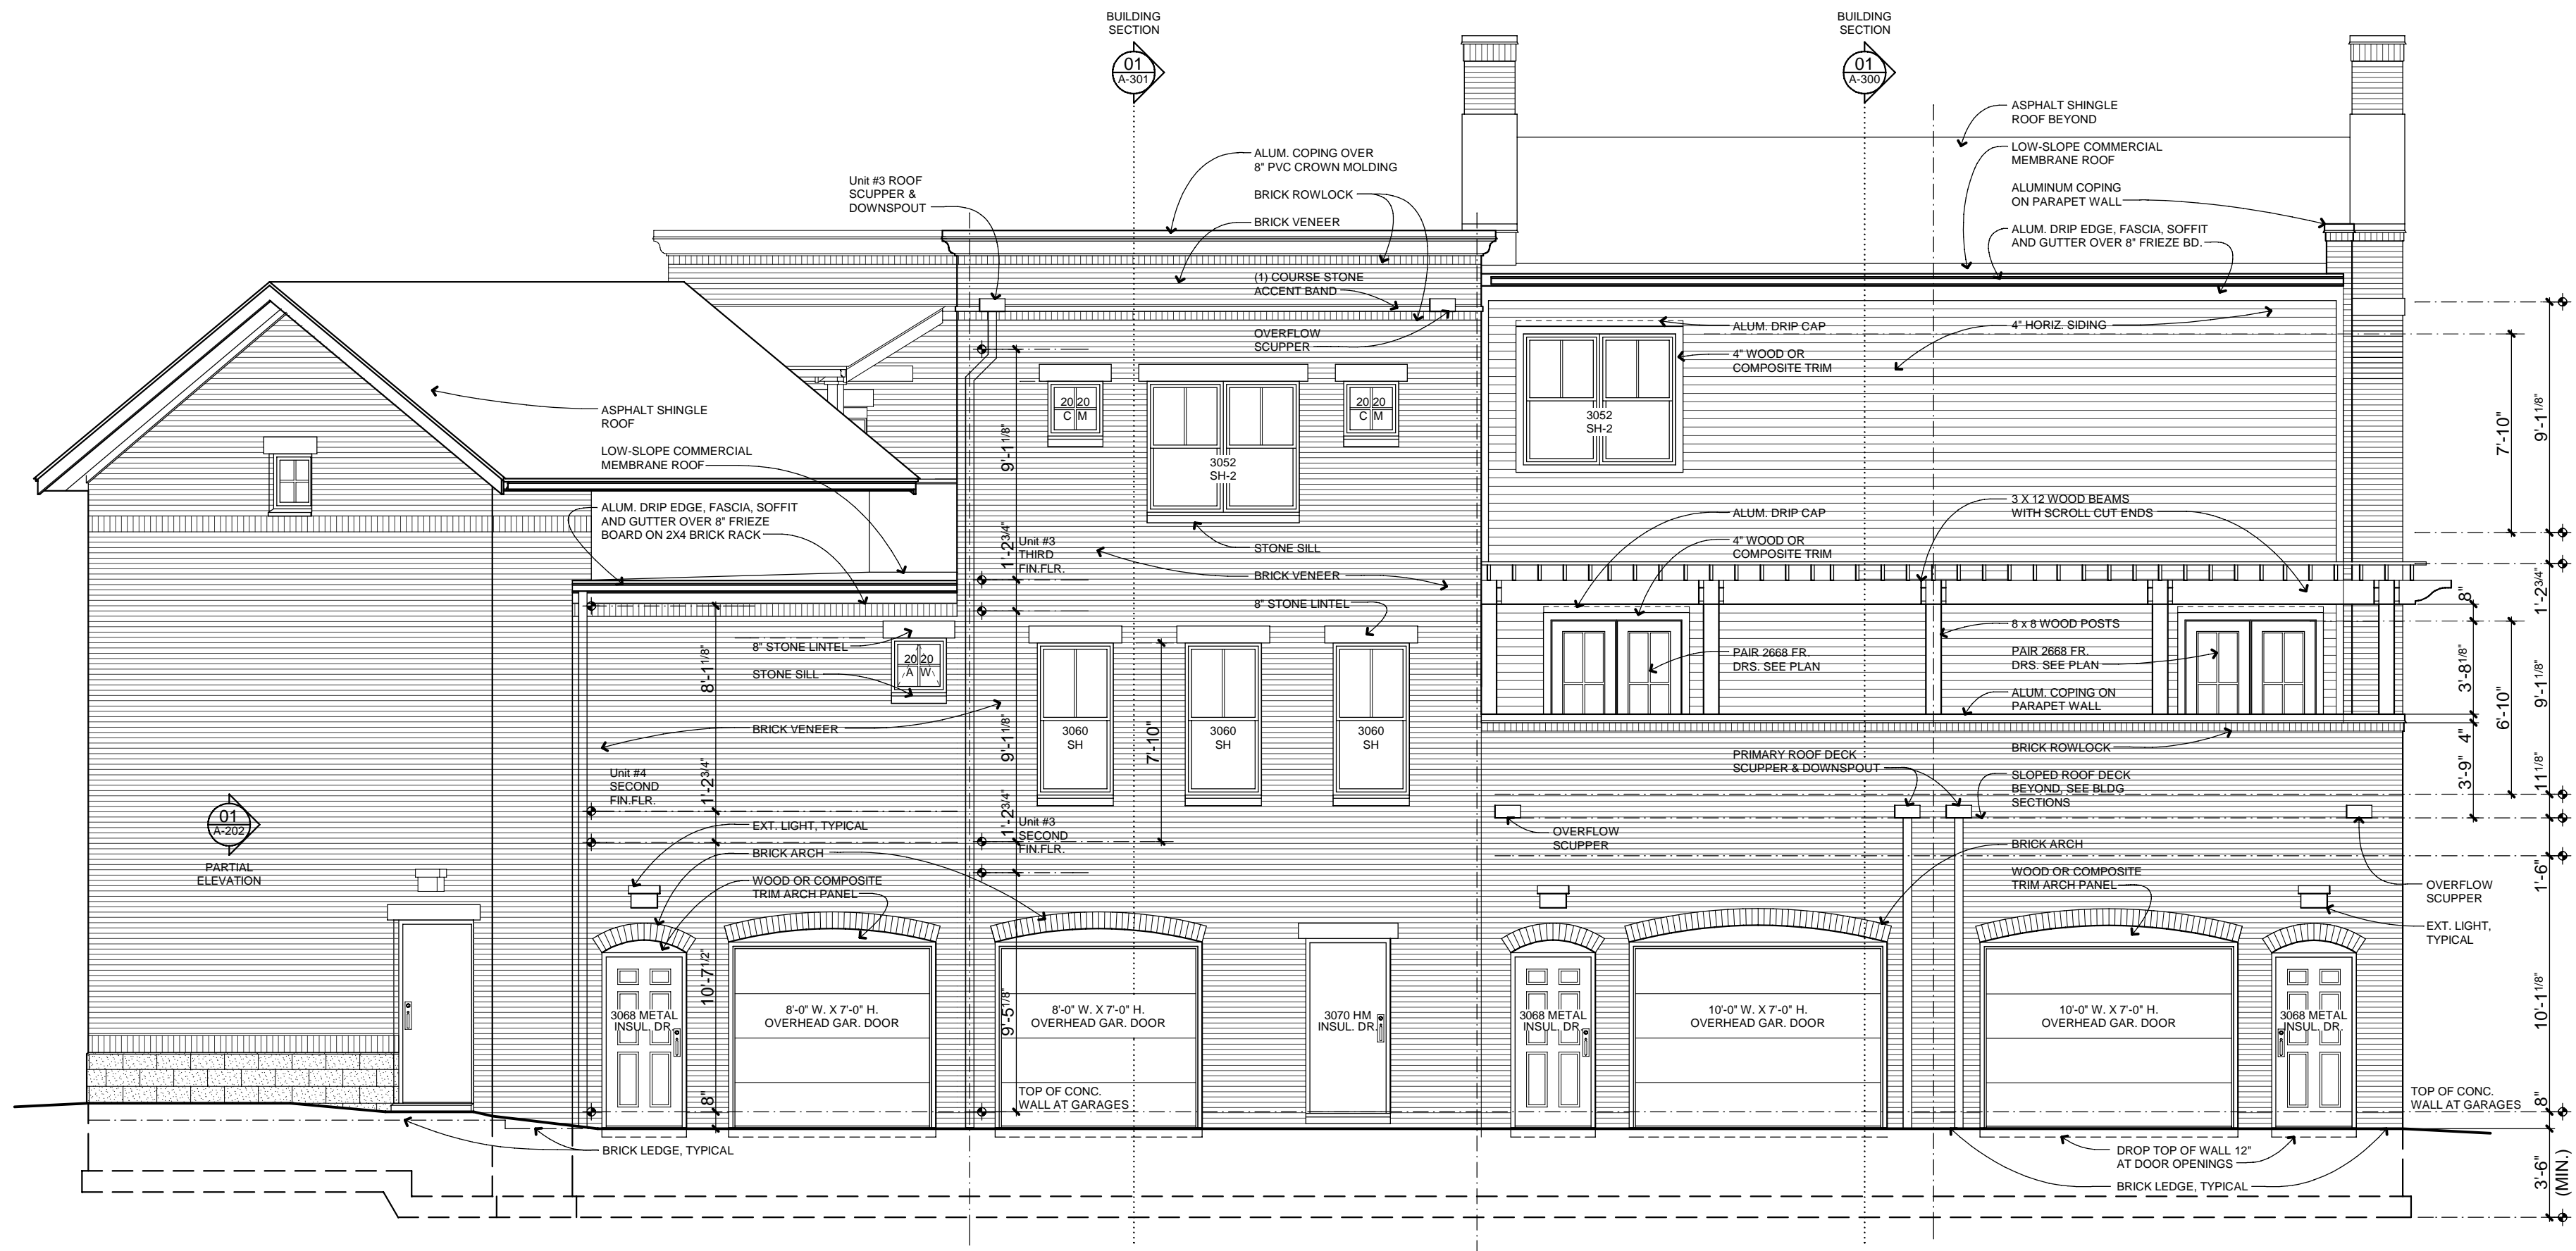 BUILDING
SECTION
01
A-301
BUILDING
SECTION
01
A-300
ASPHALT SHINGLE
ROOF BEYOND
LOW-SLOPE COMMERCIAL
MEMBRANE ROOF
ALUMINUM COPING
ON PARAPET WALL
ALUM. DRIP EDGE, FASCIA, SOFFIT
AND GUTTER OVER 8" FRIEZE BD.
ALUM. COPING OVER
8" PVC CROWN MOLDING
BRICK ROWLOCK
BRICK VENEER
Unit #3 ROOF
SCUPPER &
DOWNSPOUT
(1) COURSE STONE
ACCENT BAND
OVERFLOW
SCUPPER
ALUM. DRIP CAP
4" HORIZ. SIDING
4" WOOD OR
COMPOSITE TRIM
20 20
C M
20 20
C M
3052
SH-2
3052
SH-2
ASPHALT SHINGLE
ROOF
LOW-SLOPE COMMERCIAL
MEMBRANE ROOF
ALUM. DRIP EDGE, FASCIA, SOFFIT
AND GUTTER OVER 8" FRIEZE
BOARD ON 2X4 BRICK RACK
9'-1 1/8"
1'-2 3/4"
Unit #3
THIRD
FIN.FLR.
STONE SILL
BRICK VENEER
8" STONE LINTEL
ALUM. DRIP CAP
4" WOOD OR
COMPOSITE TRIM
3 X 12 WOOD BEAMS
WITH SCROLL CUT ENDS
7'-10"
9'-1 1/8"
8" STONE LINTEL
STONE SILL
20 20
A W
BRICK VENEER
8'-1 1/8"
1'-2 3/4"
Unit #4
SECOND
FIN.FLR.
9'-1 1/8"
1'-2 3/4"
Unit #3
SECOND
FIN.FLR.
3060
SH
7'-10"
3060
SH
3060
SH
PAIR 2668 FR.
DRS. SEE PLAN
8 x 8 WOOD POSTS
PAIR 2668 FR.
DRS. SEE PLAN
ALUM. COPING ON
PARAPET WALL
BRICK ROWLOCK
PRIMARY ROOF DECK
SCUPPER & DOWNSPOUT
SLOPED ROOF DECK
BEYOND, SEE BLDG
SECTIONS
8"
3'-8 1/8"
4"
3'-9"
6'-10"
1'-2 3/4"
9'-1 1/8"
11 1/8"
1'-6"
10'-1 1/8"
8"
3'-6"
(MIN.)
01
A-202
PARTIAL
ELEVATION
EXT. LIGHT, TYPICAL
BRICK ARCH
WOOD OR COMPOSITE
TRIM ARCH PANEL
OVERFLOW
SCUPPER
BRICK ARCH
WOOD OR COMPOSITE
TRIM ARCH PANEL
OVERFLOW
SCUPPER
EXT. LIGHT,
TYPICAL
3068 METAL
INSUL. DR.
10'-7 1/2"
8"
8'-0" W. X 7'-0" H.
OVERHEAD GAR. DOOR
9'-5 1/8"
8'-0" W. X 7'-0" H.
OVERHEAD GAR. DOOR
3070 HM
INSUL. DR.
3068 METAL
INSUL. DR.
10'-0" W. X 7'-0" H.
OVERHEAD GAR. DOOR
10'-0" W. X 7'-0" H.
OVERHEAD GAR. DOOR
3068 METAL
INSUL. DR.
TOP OF CONC.
WALL AT GARAGES
TOP OF CONC.
WALL AT GARAGES
BRICK LEDGE, TYPICAL
DROP TOP OF WALL 12"
AT DOOR OPENINGS
BRICK LEDGE, TYPICAL